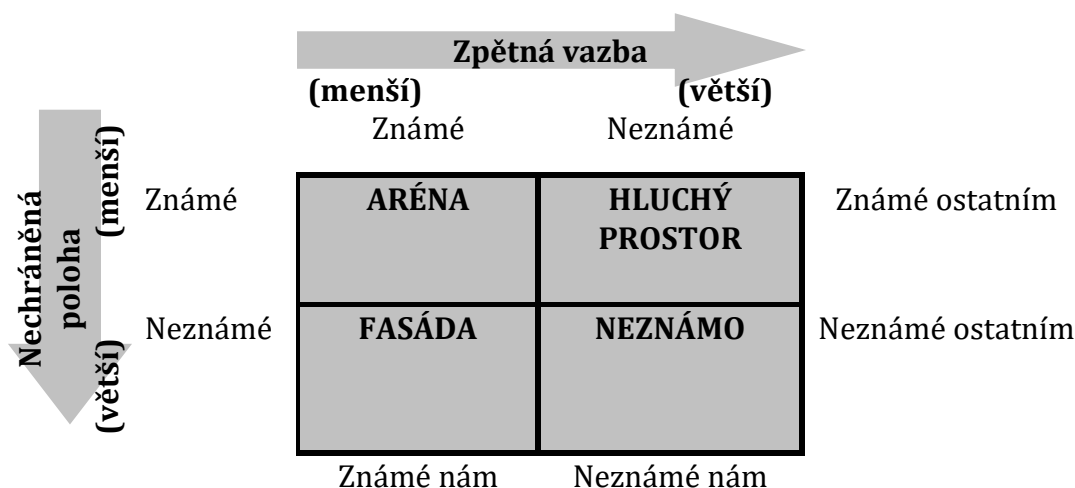 Zpětná vazba
(menší) (větší)
Známé Neznámé
Nechráněná
poloha
(menší)
(větší)
Známé ARÉNA HLUCHÝ Známé ostatním
PROSTOR
Neznámé FASÁDA NEZNÁMO Neznámé ostatním
Známé nám Neznámé nám